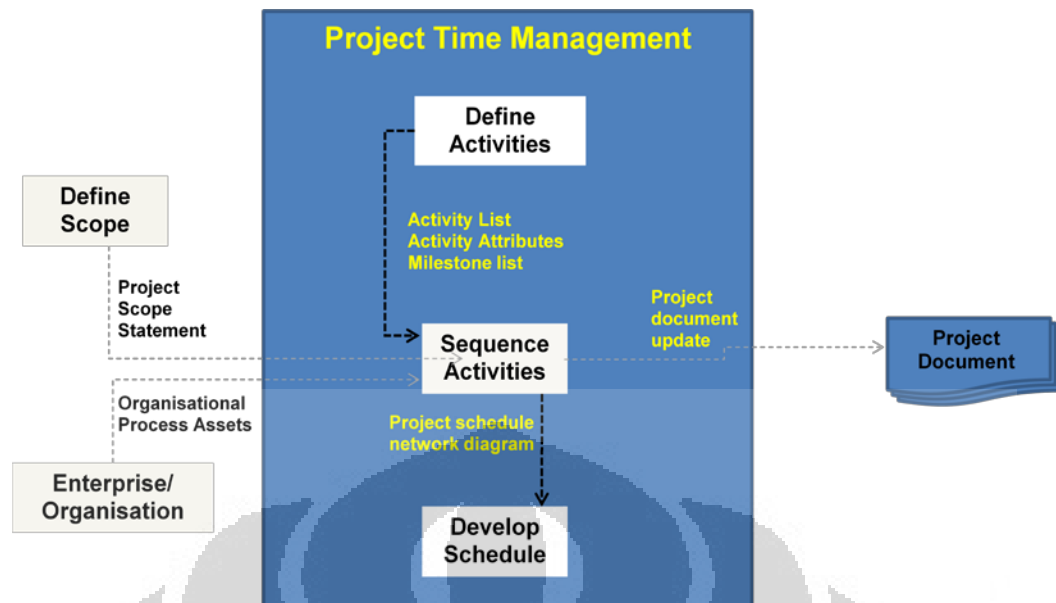 Project Time Management
Define
Activities
Define
Scope
Activity List
Activity Attributes
Milestone list
Project
Scope
Statement
Project
document
update
Sequence
Activities
Project
Document
Organisational
Process Assets
Project schedule
network diagram
Enterprise/
Organisation
Develop
Schedule